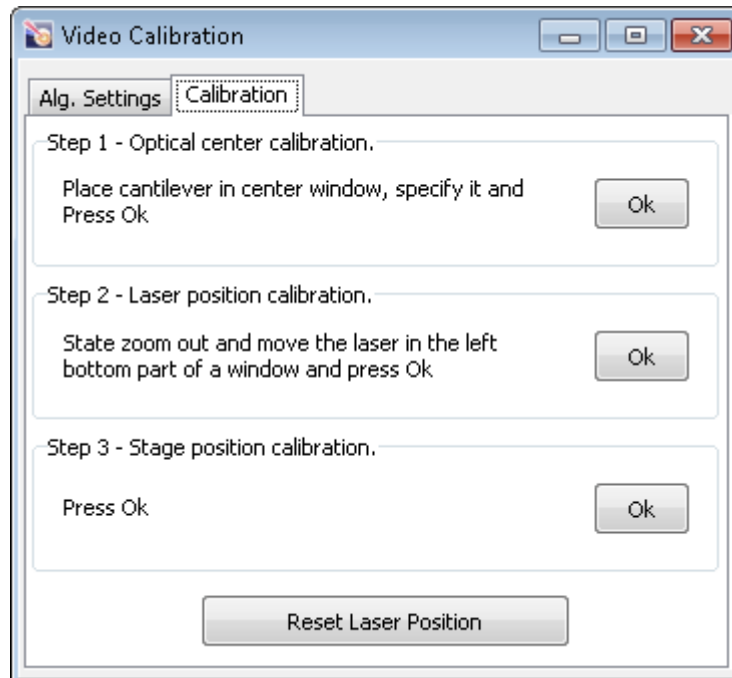 Video Calibration
Alg. Settings
Calibration
Step 1 - Optical center calibration.
Place cantilever in center window, specify it and
Press Ok
Ok
Step 2 - Laser position calibration.
State zoom out and move the laser in the left
bottom part of a window and press Ok
Ok
Step 3 - Stage position calibration.
Press Ok
Ok
Reset Laser Position